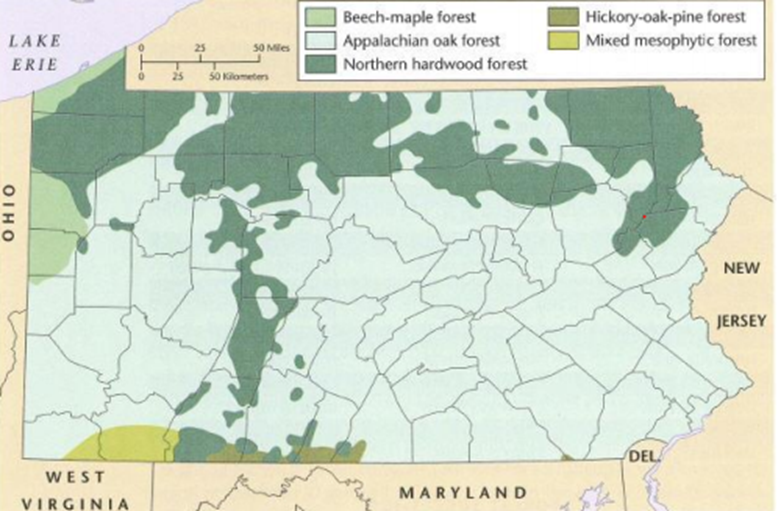 Beech-maple forest
Appalachian oak forest
Northern hardwood forest
Hickory-oak-pine forest
Mixed mesophytic forest
LAKE
ERIE
0 25 50 Miles
0 25 50 Kilometers
OHIO
NEW
JERSEY
WEST
VIRGINIA
MARYLAND
DEL.